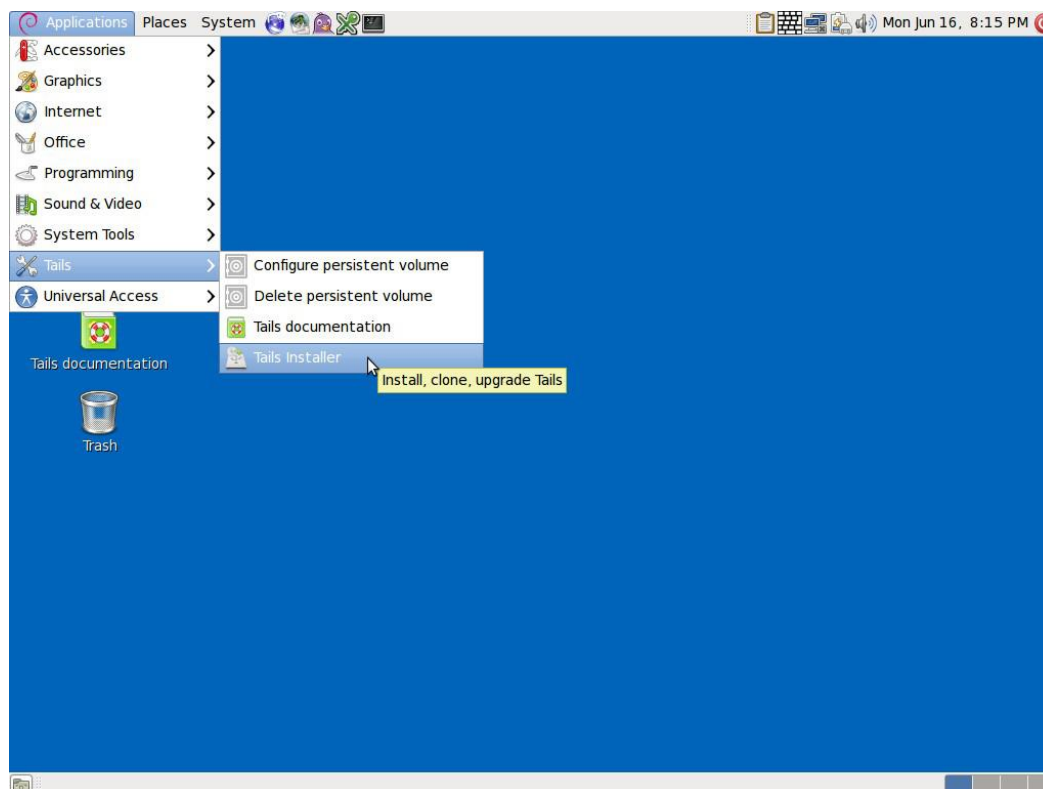 Applications Places System Mon Jun 16, 8:15 PM
Accessories
Graphics
Internet
Office
Programming
Sound & Video
System Tools
Tails
Universal Access
Configure persistent volume
Delete persistent volume
Tails documentation
Tails Installer
Install, clone, upgrade Tails
Tails documentation
Trash